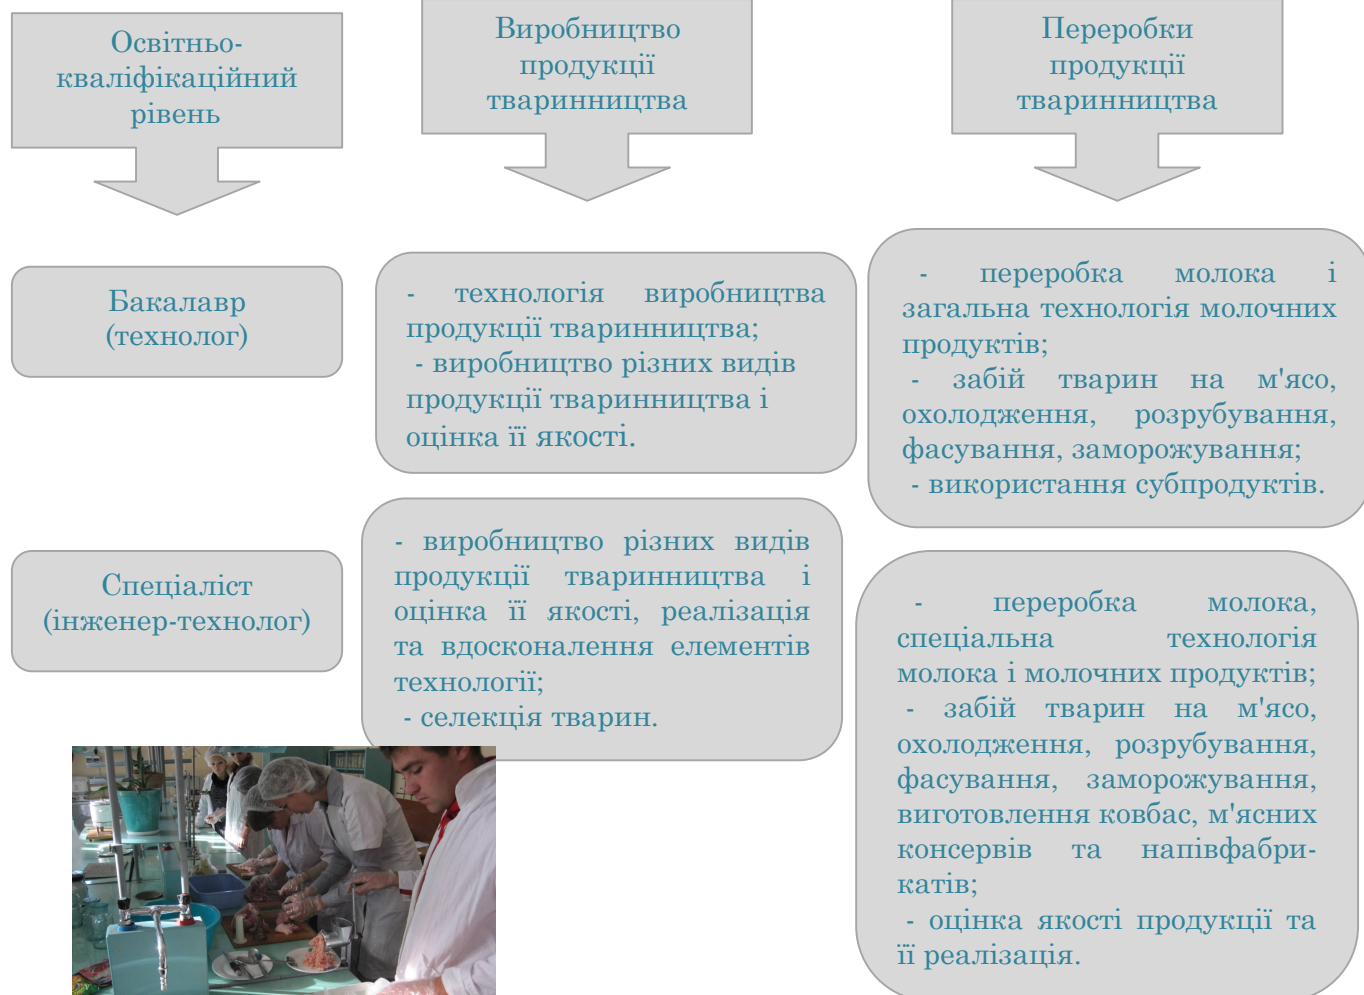 Освітньо-
кваліфікаційний
рівень
Виробництво
продукції
тваринництва
Переробки
продукції
тваринництва
Бакалавр
(технолог)
- технологія виробництва
продукції тваринництва;
- виробництво різних видів
продукції тваринництва і
оцінка її якості.
- переробка молока і
загальна технологія молочних
продуктів;
- забій тварин на м'ясо,
охолодження, розрубування,
фасування, заморожування;
- використання субпродуктів.
Спеціаліст
(інженер-технолог)
- виробництво різних видів
продукції тваринництва і
оцінка її якості, реалізація
та вдосконалення елементів
технології;
- селекція тварин.
- переробка молока,
спеціальна технологія
молока і молочних продуктів;
- забій тварин на м'ясо,
охолодження, розрубування,
фасування, заморожування,
виготовлення ковбас, м'ясних
консервів та напівфабри-
катів;
- оцінка якості продукції та
її реалізація.